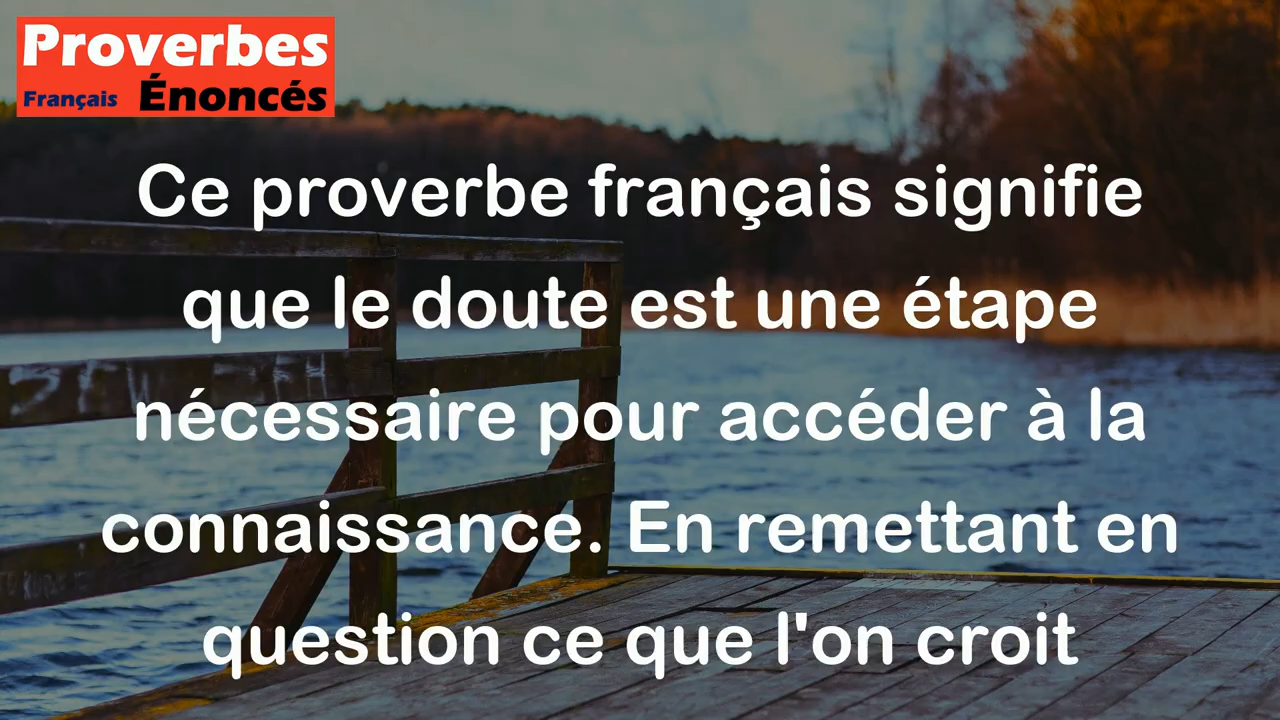 Proverbes
Français Énoncés
Ce proverbe français signifie
que le doute est une étape
nécessaire pour accéder à la
connaissance. En remettant en
question ce que l'on croit